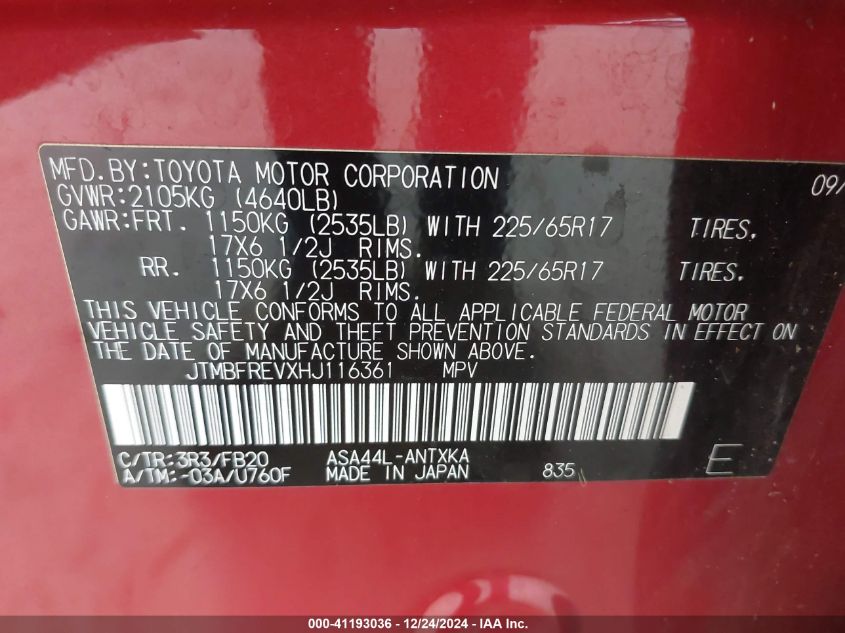 MFD.BY:TOYOTA MOTOR CORPORATION 09/
GVWR:2105KG (4640LB)
GAWR:FRT. 1150KG (2535LB) WITH 225/65R17 TIRES.
17X6 1/2J RIMS.
RR. 1150KG (2535LB) WITH 225/65R17 TIRES.
17X6 1/2J RIMS.
THIS VEHICLE CONFORMS TO ALL APPLICABLE FEDERAL MOTOR
VEHICLE SAFETY AND THEFT PREVENTION STANDARDS IN EFFECT ON
THE DATE OF MANUFACTURE SHOWN ABOVE.
JTMBFREVXHJ116361 MPV
C/TR:3R3/FB20 ASA44L-ANTXKA
A/TM:-03A/U760F MADE IN JAPAN 835 E
000-41193036 - 12/24/2024 - IAA Inc.